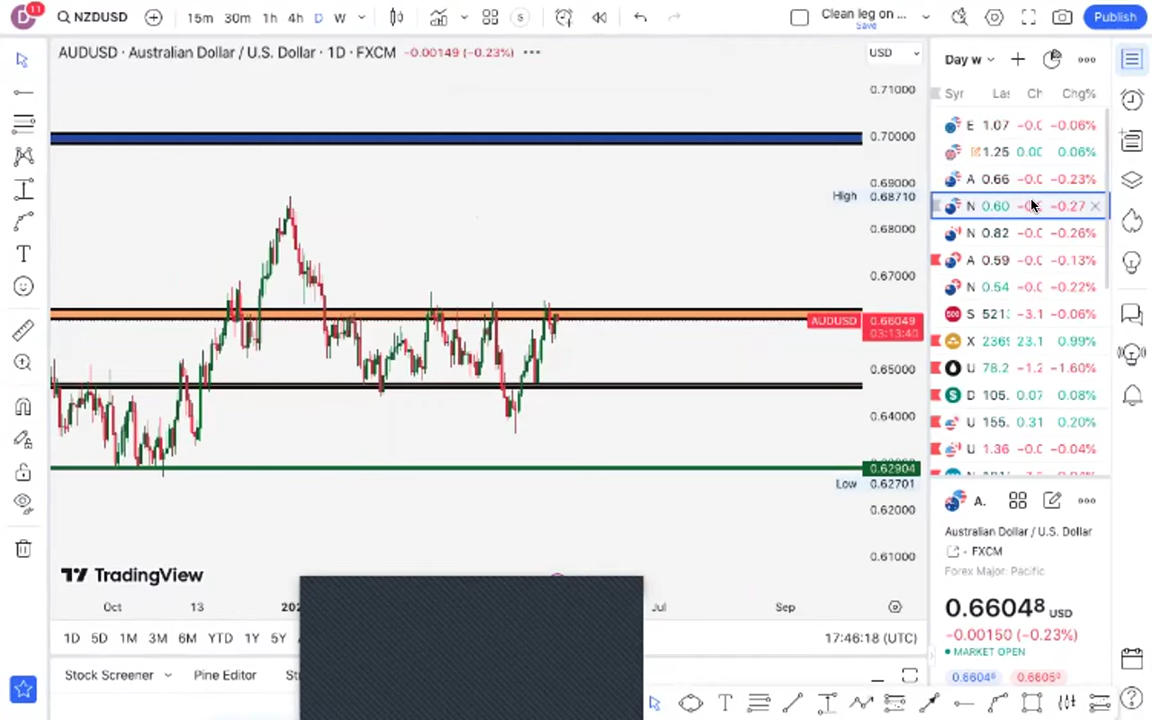 D 11 NZDUSD 15m 30m 1h 4h D W S Clean leg on ... Save Publish
AUDUSD · Australian Dollar / U.S. Dollar · 1D · FXCM -0.00149 (-0.23%) USD
Day w
Chg%
0.71000
0.70000
0.69000
High 0.68710
0.68000
0.67000
AUDUSD 0.66049
03:13:40
0.65000
0.64000
0.62904
Low 0.62701
0.62000
0.61000
E 1.07 -0.06%
1.25 0.00 0.06%
A 0.66 -0.23%
N 0.60 -0.27
N 0.82 -0.26%
A 0.59 -0.13%
N 0.54 -0.22%
S 521 -3.1 -0.06%
X 236 23.1 0.99%
U 78.2 -1.2 -1.60%
D 105. 0.07 0.08%
U 155. 0.31 0.20%
U 1.36 -0.04%
A.
Australian Dollar / U.S. Dollar
FXCM
Forex Major: Pacific
0.66048 USD
-0.00150 (-0.23%)
MARKET OPEN
TradingView
Oct 13 Jul Sep
1D 5D 1M 3M 6M YTD 1Y 5Y 17:46:18 (UTC)
Stock Screener Pine Editor